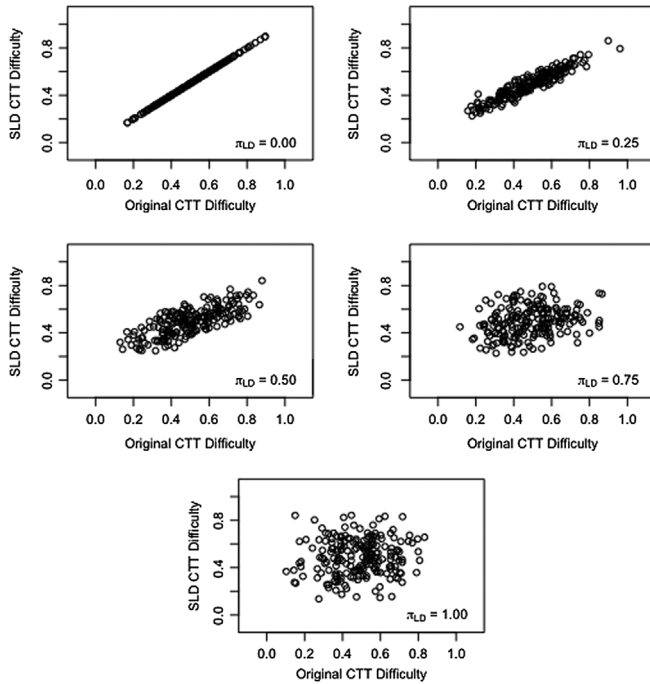 SLD CTT Difficulty
0.0 0.4 0.8
π_LD = 0.00
0.0 0.2 0.4 0.6 0.8 1.0
Original CTT Difficulty
SLD CTT Difficulty
0.0 0.4 0.8
π_LD = 0.25
0.0 0.2 0.4 0.6 0.8 1.0
Original CTT Difficulty
SLD CTT Difficulty
0.0 0.4 0.8
π_LD = 0.50
0.0 0.2 0.4 0.6 0.8 1.0
Original CTT Difficulty
SLD CTT Difficulty
0.0 0.4 0.8
π_LD = 0.75
0.0 0.2 0.4 0.6 0.8 1.0
Original CTT Difficulty
SLD CTT Difficulty
0.0 0.4 0.8
π_LD = 1.00
0.0 0.2 0.4 0.6 0.8 1.0
Original CTT Difficulty